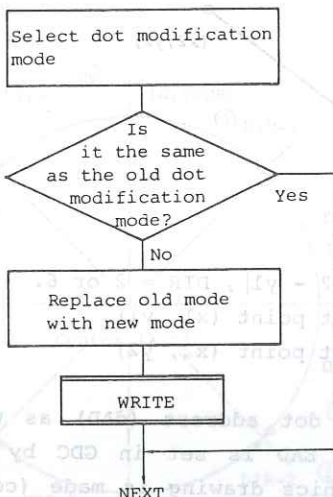 Select dot modification
mode
Is
it the same
as the old dot
modification
mode?
Yes
No
Replace old mode
with new mode
WRITE
NEXT